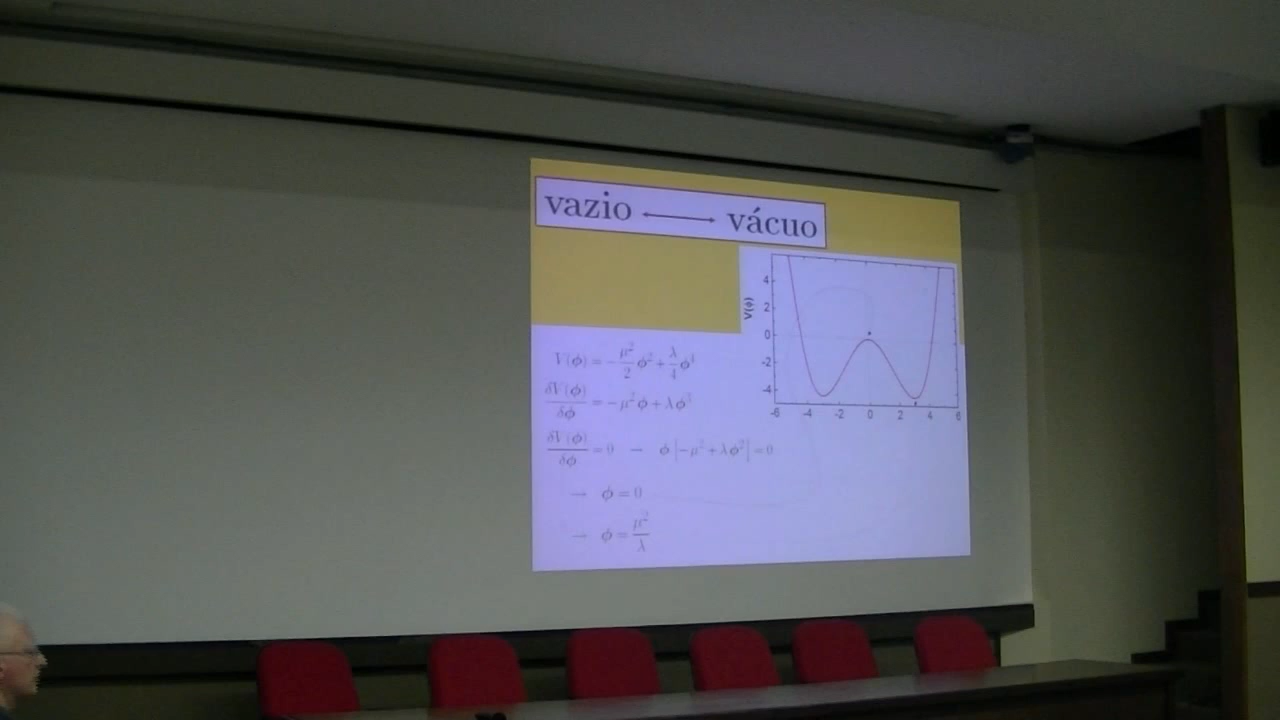 vazio ⟷ vácuo
V(ϕ)
4
2
0
-2
-4
-6 -4 -2 0 2 4 6
V(ϕ) = −μ²/2 ϕ² + λ/4 ϕ⁴
δV(ϕ)/δϕ = −μ²ϕ + λϕ³
δV(ϕ)/δϕ = 0 → ϕ [−μ² + λϕ²] = 0
→ ϕ = 0
→ ϕ = μ²/λ